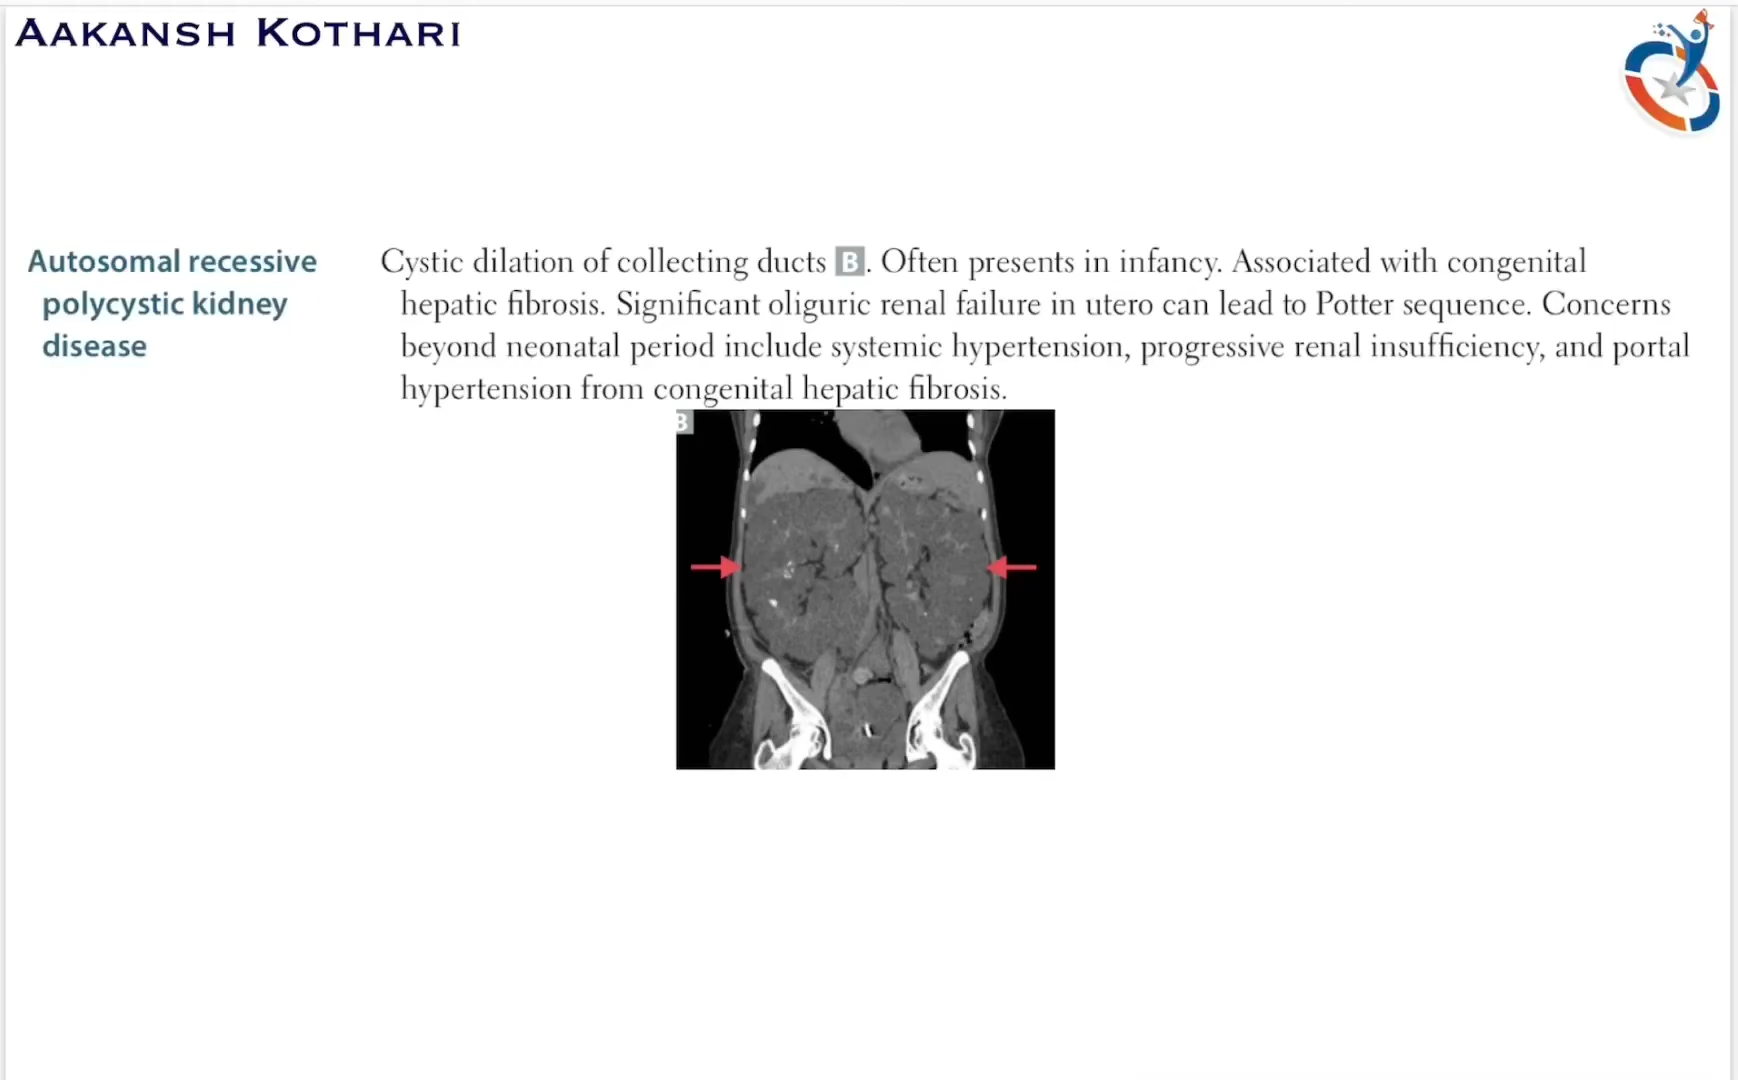 AAKANSH KOTHARI
Autosomal recessive
polycystic kidney
disease
Cystic dilation of collecting ducts B. Often presents in infancy. Associated with congenital
hepatic fibrosis. Significant oliguric renal failure in utero can lead to Potter sequence. Concerns
beyond neonatal period include systemic hypertension, progressive renal insufficiency, and portal
hypertension from congenital hepatic fibrosis.
B